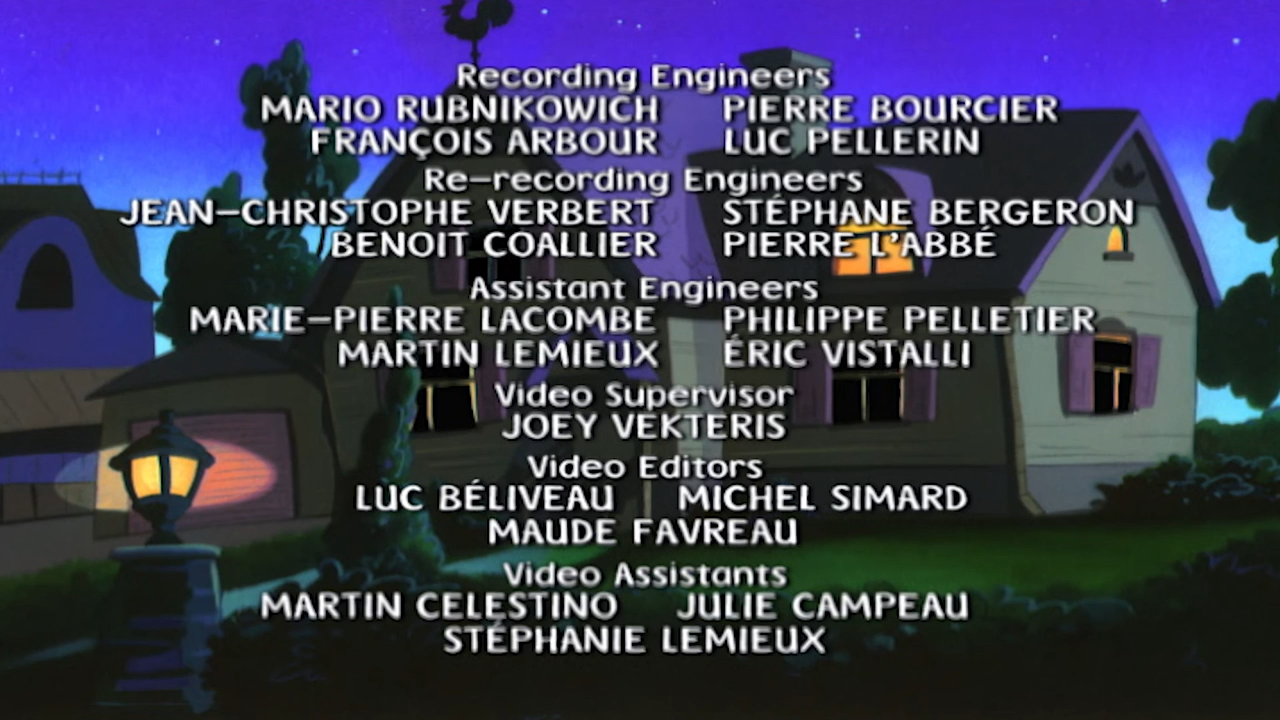 Recording Engineers
MARIO RUBNIKOWICH PIERRE BOURCIER
FRANÇOIS ARBOUR LUC PELLERIN
Re-recording Engineers
JEAN-CHRISTOPHE VERBERT STÉPHANE BERGERON
BENOIT COALLIER PIERRE L'ABBÉ
Assistant Engineers
MARIE-PIERRE LACOMBE PHILIPPE PELLETIER
MARTIN LEMIEUX ÉRIC VISTALLI
Video Supervisor
JOEY VEKTERIS
Video Editors
LUC BÉLIVEAU MICHEL SIMARD
MAUDE FAVREAU
Video Assistants
MARTIN CELESTINO JULIE CAMPEAU
STÉPHANIE LEMIEUX